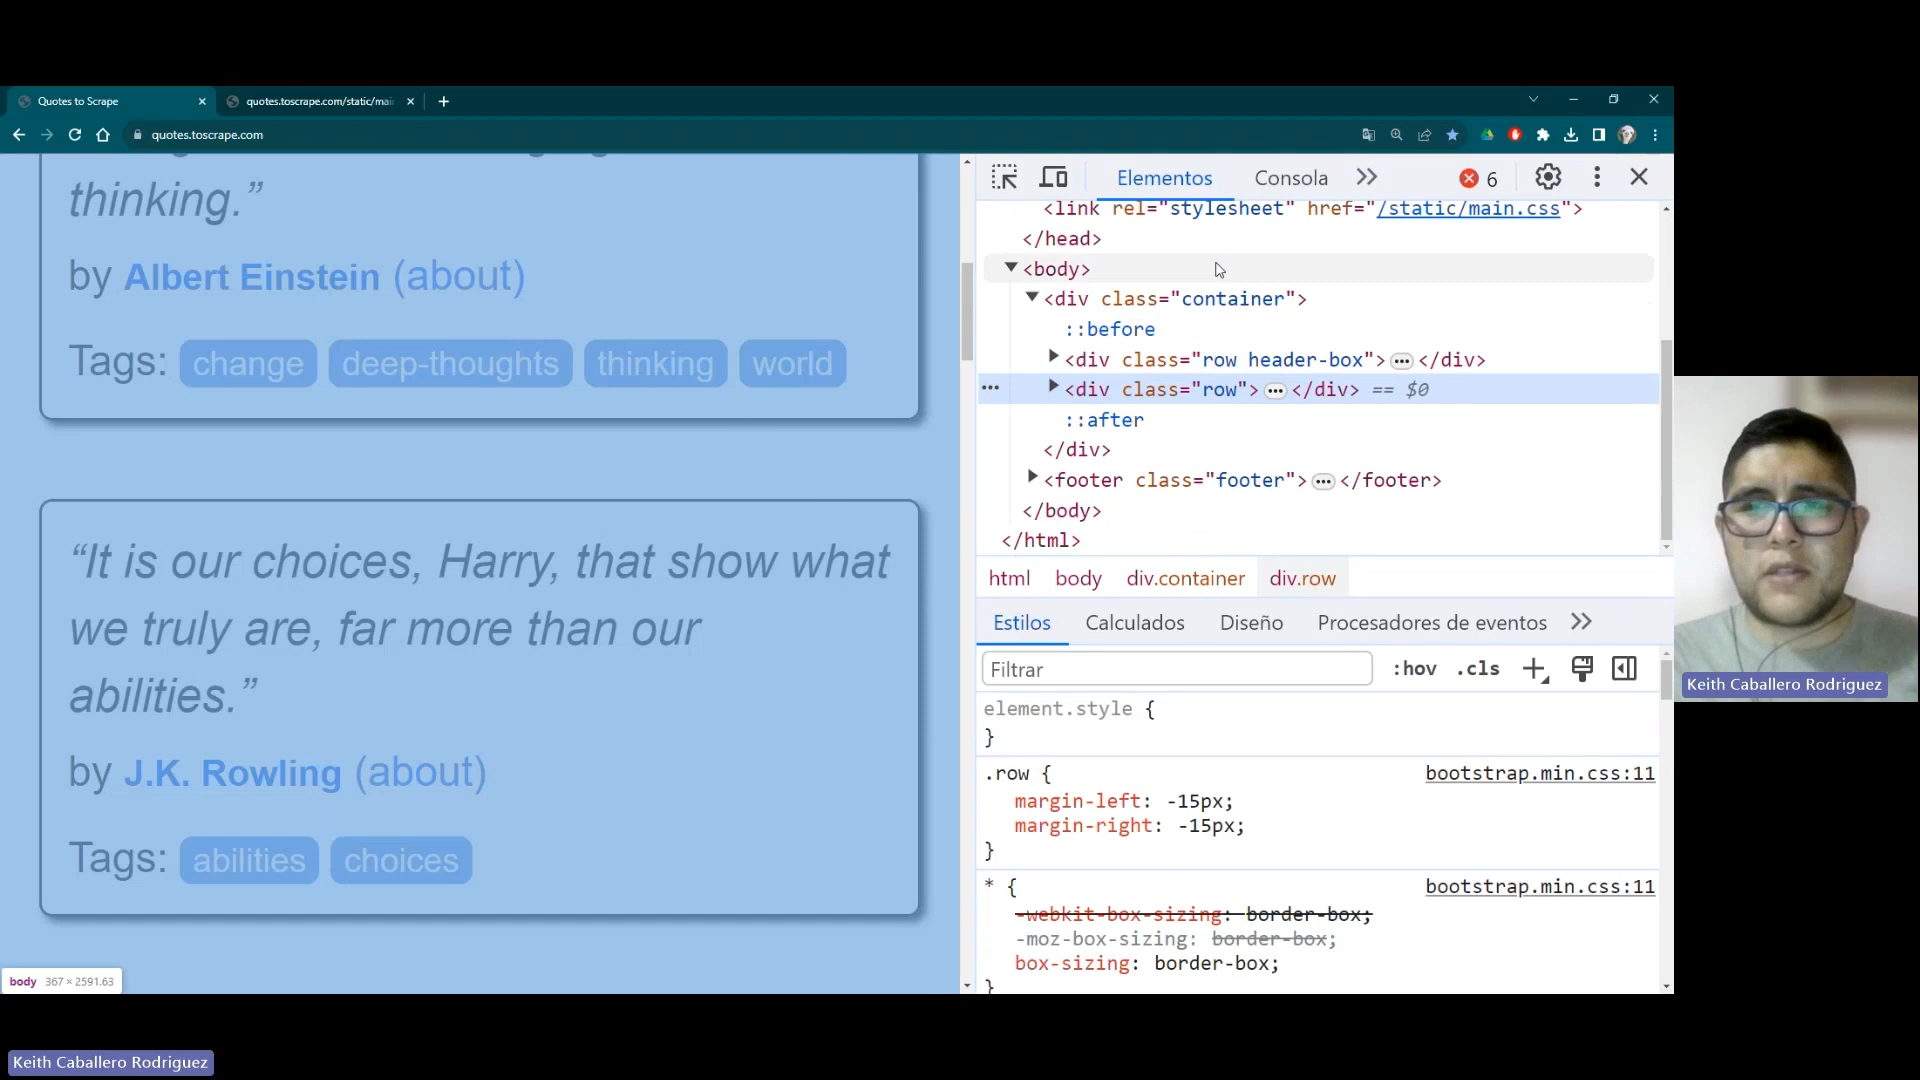 Quotes to Scrape
quotes.toscrape.com/static/mai
quotes.toscrape.com
thinking.”
by Albert Einstein (about)
Tags: change deep-thoughts thinking world
“It is our choices, Harry, that show what
we truly are, far more than our
abilities.”
by J.K. Rowling (about)
Tags: abilities choices
body 367 × 2591.63
Elementos Consola 6
<link rel="stylesheet" href="/static/main.css">
</head>
<body>
<div class="container">
::before
<div class="row header-box"> ••• </div>
••• <div class="row"> ••• </div> == $0
::after
</div>
<footer class="footer"> ••• </footer>
</body>
</html>
html body div.container div.row
Estilos Calculados Diseño Procesadores de eventos
Filtrar :hov .cls
element.style {
}
.row { bootstrap.min.css:11
margin-left: -15px;
margin-right: -15px;
}
* { bootstrap.min.css:11
-webkit-box-sizing: border-box;
-moz-box-sizing: border-box;
box-sizing: border-box;
}
Keith Caballero Rodriguez
Keith Caballero Rodriguez